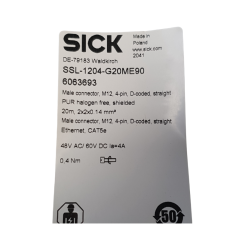 SICK
Made in
Poland
www.sick.com
2041
DE-79183 Waldkirch
SSL-1204-G20ME90
6063693
Male connector, M12, 4-pin, D-coded, straight
PUR halogen free, shielded
20m, 2x2x0.14 mm²
Male connector, M12, 4-pin, D-coded, straight
Ethernet, CAT5e
48V AC/ 60V DC Ie=4A
0.4 Nm
50